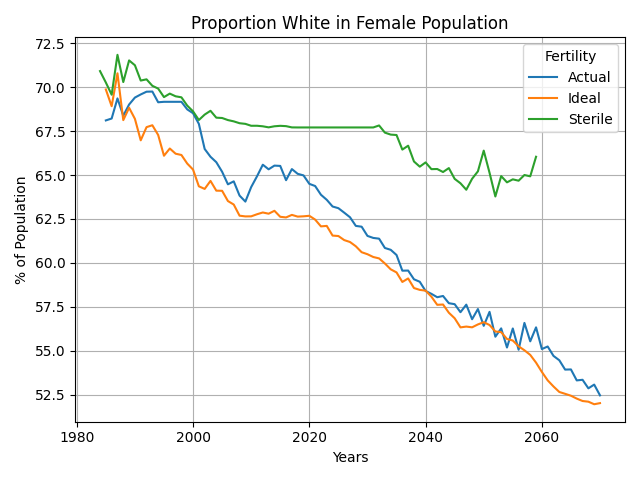 Proportion White in Female Population
% of Population
72.5
70.0
67.5
65.0
62.5
60.0
57.5
55.0
52.5
Fertility
Actual
Ideal
Sterile
1980
2000
2020
2040
2060
Years